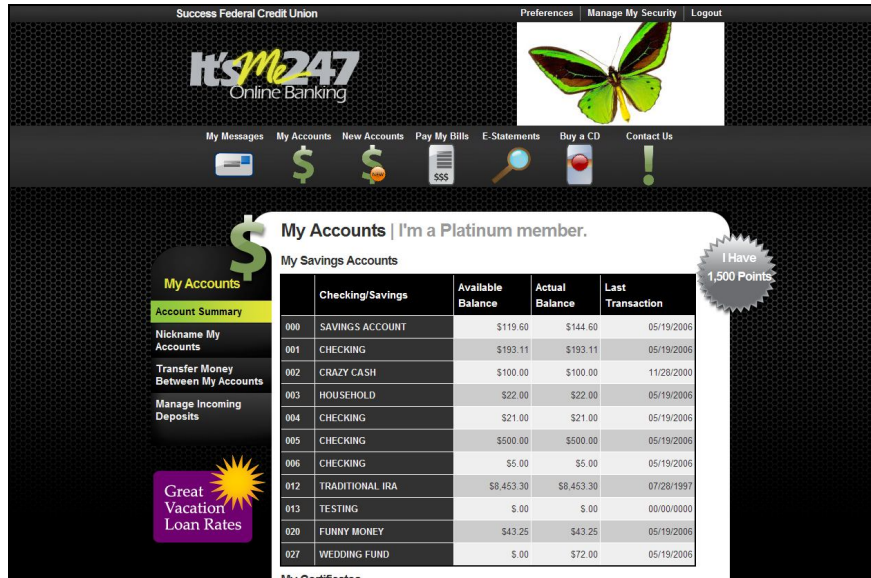 Success Federal Credit Union
Preferences Manage My Security Logout
It'sMe247
Online Banking
My Messages My Accounts New Accounts Pay My Bills E-Statements Buy a CD Contact Us
$ $ NEW $$$ !
$
My Accounts | I'm a Platinum member.
I Have
1,500 Points
My Savings Accounts
My Accounts
Account Summary
Nickname My
Accounts
Transfer Money
Between My Accounts
Manage Incoming
Deposits
Great
Vacation
Loan Rates
Checking/Savings Available Balance Actual Balance Last Transaction
000 SAVINGS ACCOUNT $119.60 $144.60 05/19/2006
001 CHECKING $193.11 $193.11 05/19/2006
002 CRAZY CASH $100.00 $100.00 11/28/2000
003 HOUSEHOLD $22.00 $22.00 05/19/2006
004 CHECKING $21.00 $21.00 05/19/2006
005 CHECKING $500.00 $500.00 05/19/2006
006 CHECKING $5.00 $5.00 05/19/2006
012 TRADITIONAL IRA $8,453.30 $8,453.30 07/28/1997
013 TESTING $.00 $.00 00/00/0000
020 FUNNY MONEY $43.25 $43.25 05/19/2006
027 WEDDING FUND $.00 $72.00 05/19/2006
My Certificates